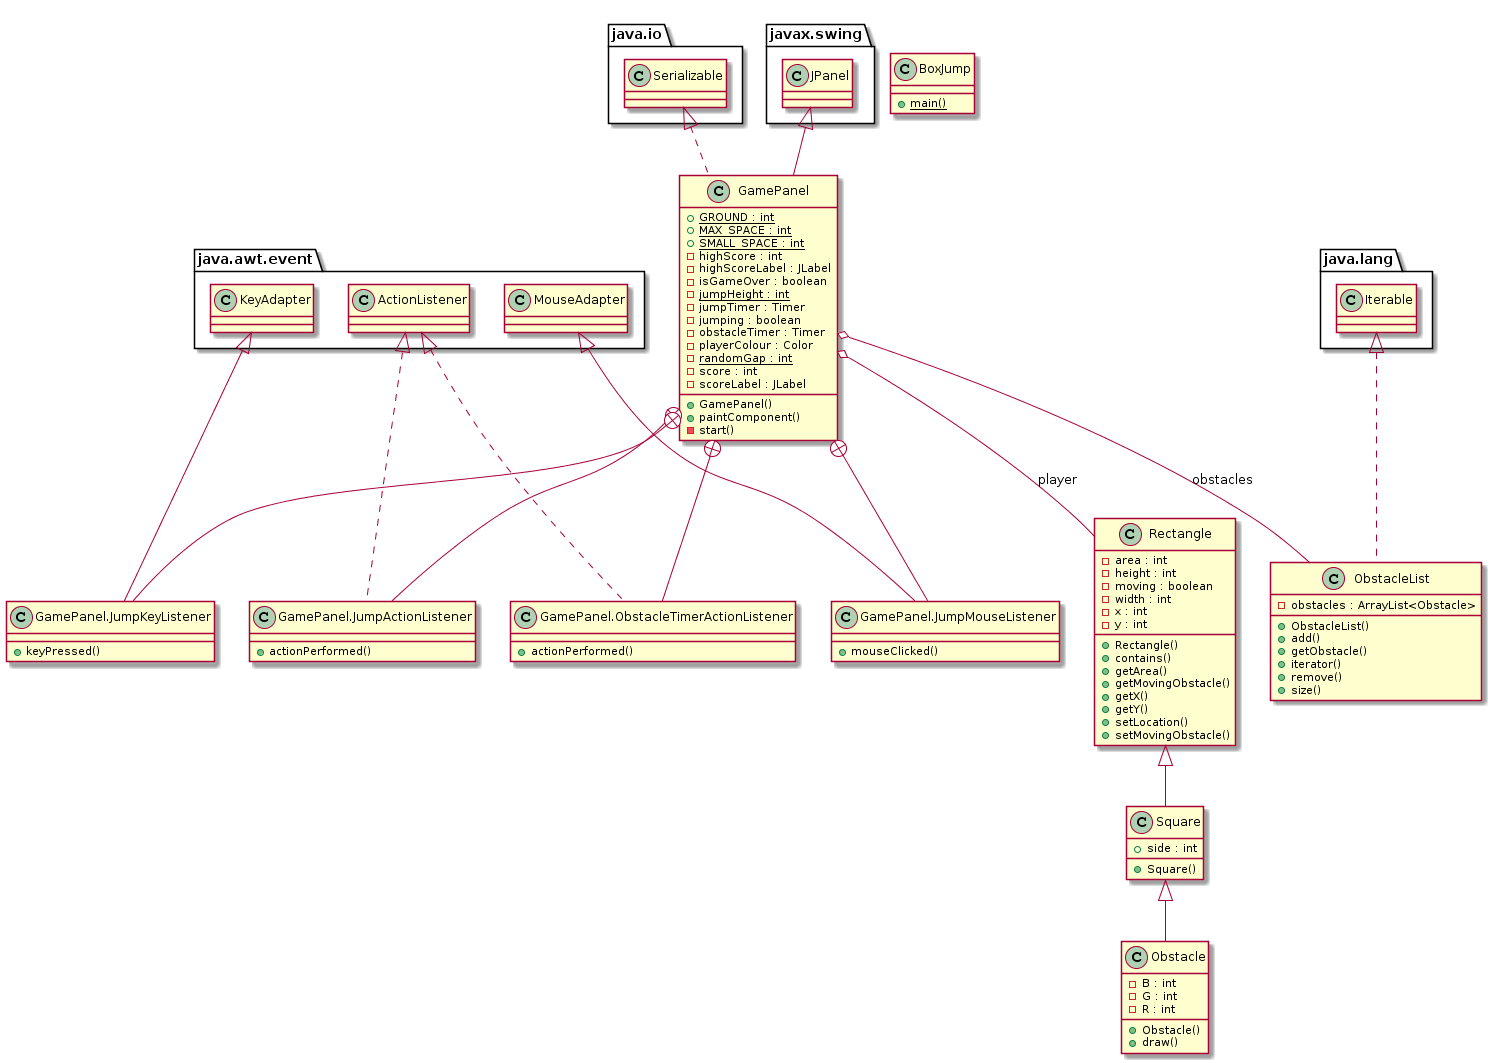 java.io
C Serializable
javax.swing
C JPanel
C BoxJump
main()
C GamePanel
GROUND : int
MAX_SPACE : int
SMALL_SPACE : int
highScore : int
highScoreLabel : JLabel
isGameOver : boolean
jumpHeight : int
jumpTimer : Timer
jumping : boolean
obstacleTimer : Timer
playerColour : Color
randomGap : int
score : int
scoreLabel : JLabel
GamePanel()
paintComponent()
start()
java.awt.event
C KeyAdapter
C ActionListener
C MouseAdapter
java.lang
C Iterable
player
obstacles
C GamePanel.JumpKeyListener
keyPressed()
C GamePanel.JumpActionListener
actionPerformed()
C GamePanel.ObstacleTimerActionListener
actionPerformed()
C GamePanel.JumpMouseListener
mouseClicked()
C Rectangle
area : int
height : int
moving : boolean
width : int
x : int
y : int
Rectangle()
contains()
getArea()
getMovingObstacle()
getX()
getY()
setLocation()
setMovingObstacle()
C ObstacleList
obstacles : ArrayList<Obstacle>
ObstacleList()
add()
getObstacle()
iterator()
remove()
size()
C Square
side : int
Square()
C Obstacle
B : int
G : int
R : int
Obstacle()
draw()